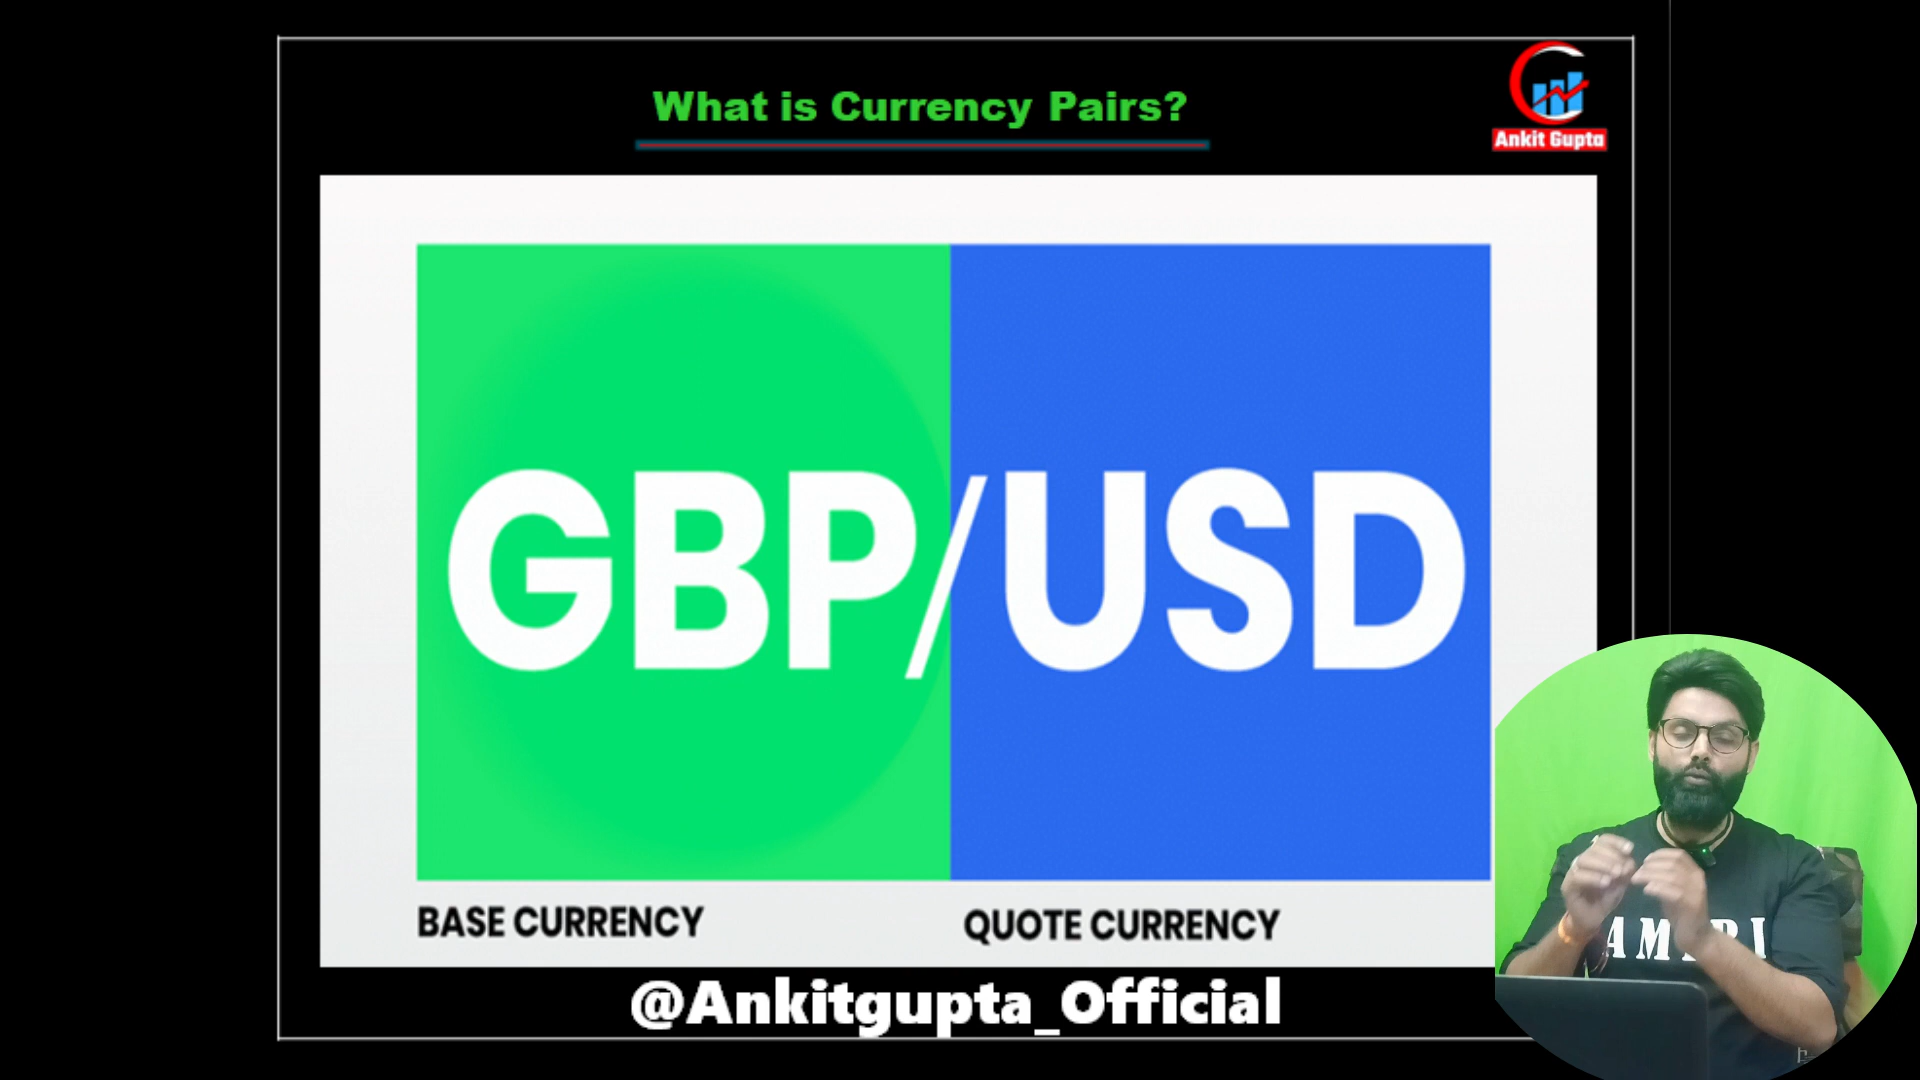 What is Currency Pairs?
Ankit Gupta
GBP/USD
BASE CURRENCY
QUOTE CURRENCY
@Ankitgupta_Official